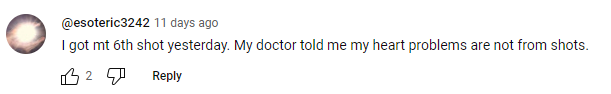 @esoteric3242 11 days ago
I got mt 6th shot yesterday. My doctor told me my heart problems are not from shots.
2 Reply